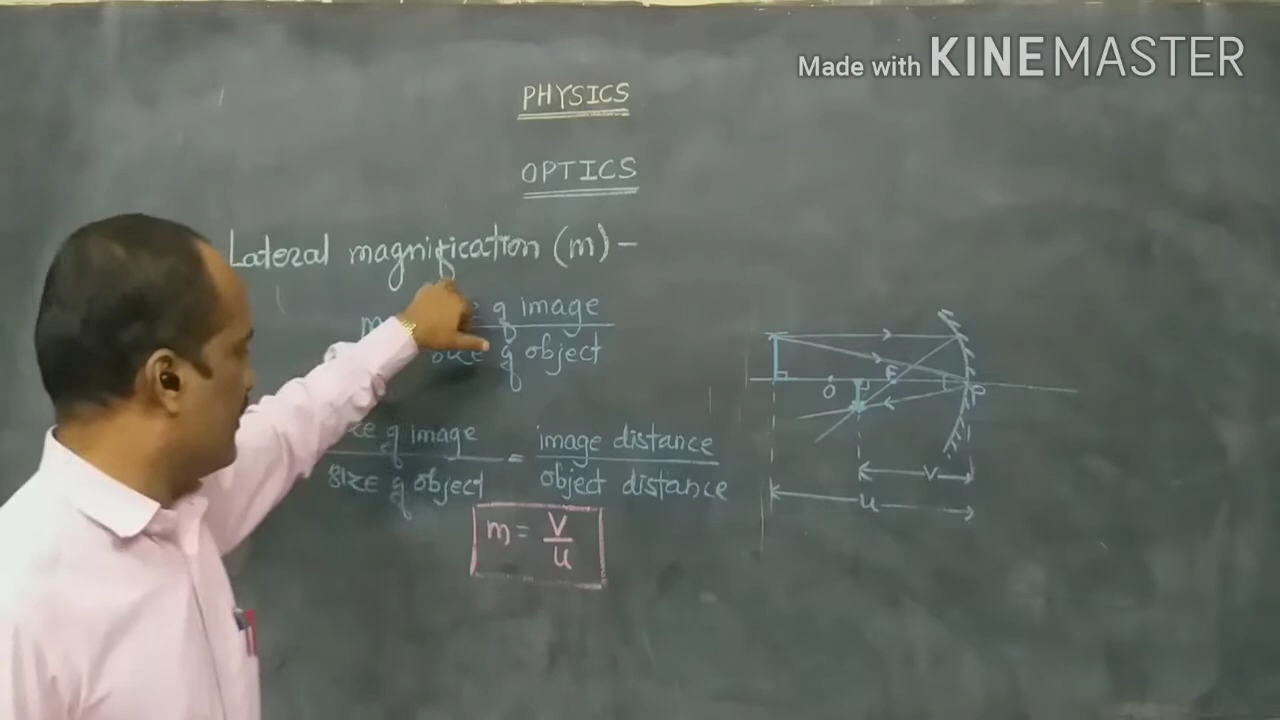 Made with KINEMASTER
PHYSICS
OPTICS
Lateral magnification (m) –
m image
object
image = image distance
size of object object distance
m = v
u
F
O
P
v
u